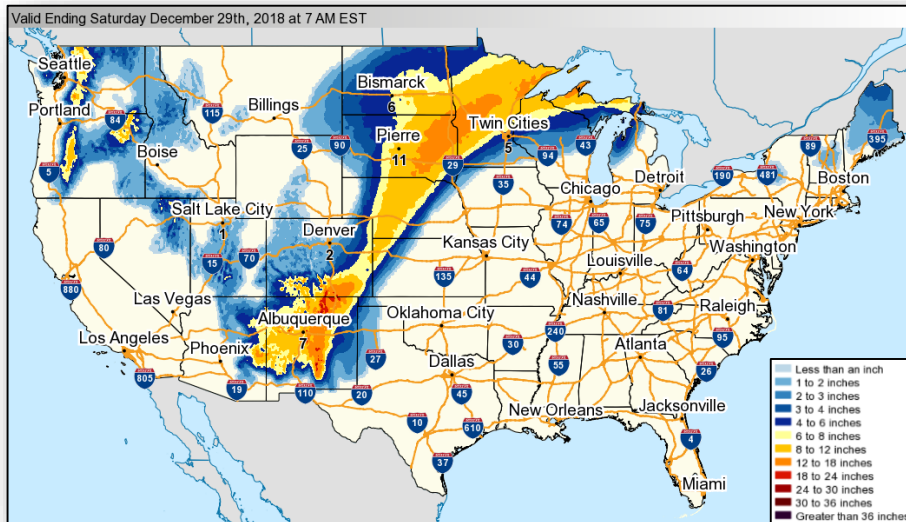 Valid Ending Saturday December 29th, 2018 at 7 AM EST
Seattle
Portland
84
5
Boise
115
Billings
Bismarck
6
Pierre
11
25
90
Twin Cities
5
29
94
43
35
Chicago
Detroit
190
481
89
395
Boston
New York
Salt Lake City
1
80
15
70
Denver
2
74
65
75
Pittsburgh
Washington
Kansas City
135
44
Louisville
64
880
Las Vegas
Los Angeles
805
Phoenix
19
Albuquerque
7
110
27
20
Oklahoma City
30
240
Nashville
81
Raleigh
95
Dallas
45
55
Atlanta
26
10
610
New Orleans
Jacksonville
37
4
Miami
Less than an inch
1 to 2 inches
2 to 3 inches
3 to 4 inches
4 to 6 inches
6 to 8 inches
8 to 12 inches
12 to 18 inches
18 to 24 inches
24 to 30 inches
30 to 36 inches
Greater than 36 inches